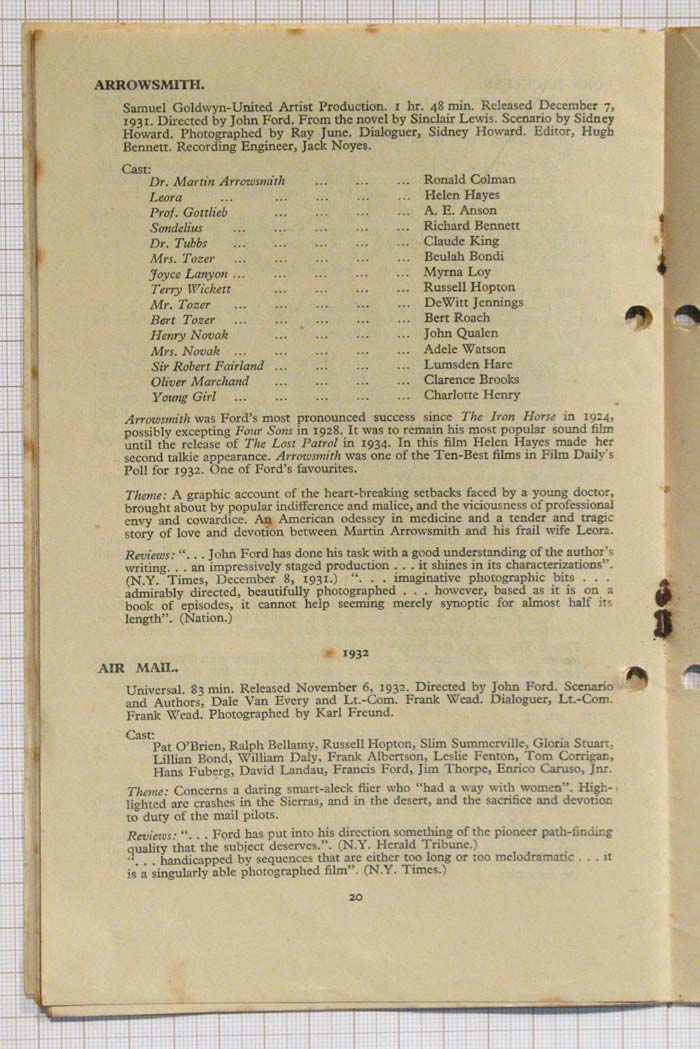 ARROWSMITH.
Samuel Goldwyn-United Artist Production. 1 hr. 48 min. Released December 7,
1931. Directed by John Ford. From the novel by Sinclair Lewis. Scenario by Sidney
Howard. Photographed by Ray June. Dialoguer, Sidney Howard. Editor, Hugh
Bennett. Recording Engineer, Jack Noyes.
Cast:
Dr. Martin Arrowsmith ... ... ... Ronald Colman
Leora ... ... ... ... ... Helen Hayes
Prof. Gottlieb ... ... ... ... A. E. Anson
Sondelius ... ... ... ... ... Richard Bennett
Dr. Tubbs ... ... ... ... ... Claude King
Mrs. Tozer ... ... ... ... ... Beulah Bondi
Joyce Lanyon ... ... ... ... ... Myrna Loy
Terry Wickett ... ... ... ... Russell Hopton
Mr. Tozer ... ... ... ... ... DeWitt Jennings
Bert Tozer ... ... ... ... ... Bert Roach
Henry Novak ... ... ... ... John Qualen
Mrs. Novak ... ... ... ... ... Adele Watson
Sir Robert Fairland ... ... ... ... Lumsden Hare
Oliver Marchand ... ... ... ... Clarence Brooks
Young Girl ... ... ... ... ... Charlotte Henry
Arrowsmith was Ford's most pronounced success since The Iron Horse in 1924,
possibly excepting Four Sons in 1928. It was to remain his most popular sound film
until the release of The Lost Patrol in 1934. In this film Helen Hayes made her
second talkie appearance. Arrowsmith was one of the Ten-Best films in Film Daily's
Poll for 1932. One of Ford's favourites.
Theme: A graphic account of the heart-breaking setbacks faced by a young doctor,
brought about by popular indifference and malice, and the viciousness of professional
envy and cowardice. An American odessey in medicine and a tender and tragic
story of love and devotion between Martin Arrowsmith and his frail wife Leora.
Reviews: ". . . John Ford has done his task with a good understanding of the author's
writing. . . an impressively staged production . . . it shines in its characterizations".
(N.Y. Times, December 8, 1931.) ". . . imaginative photographic bits . . .
admirably directed, beautifully photographed . . . however, based as it is on a
book of episodes, it cannot help seeming merely synoptic for almost half its
length". (Nation.)
1932
AIR MAIL.
Universal. 83 min. Released November 6, 1932. Directed by John Ford. Scenario
and Authors, Dale Van Every and Lt.-Com. Frank Wead. Dialoguer, Lt.-Com.
Frank Wead. Photographed by Karl Freund.
Cast:
Pat O'Brien, Ralph Bellamy, Russell Hopton, Slim Summerville, Gloria Stuart,
Lillian Bond, William Daly, Frank Albertson, Leslie Fenton, Tom Corrigan,
Hans Fuberg, David Landau, Francis Ford, Jim Thorpe, Enrico Caruso, Jnr.
Theme: Concerns a daring smart-aleck flier who "had a way with women". High-
lighted are crashes in the Sierras, and in the desert, and the sacrifice and devotion
to duty of the mail pilots.
Reviews: ". . . Ford has put into his direction something of the pioneer path-finding
quality that the subject deserves.". (N.Y. Herald Tribune.)
". . . handicapped by sequences that are either too long or too melodramatic . . . it
is a singularly able photographed film". (N.Y. Times.)
20